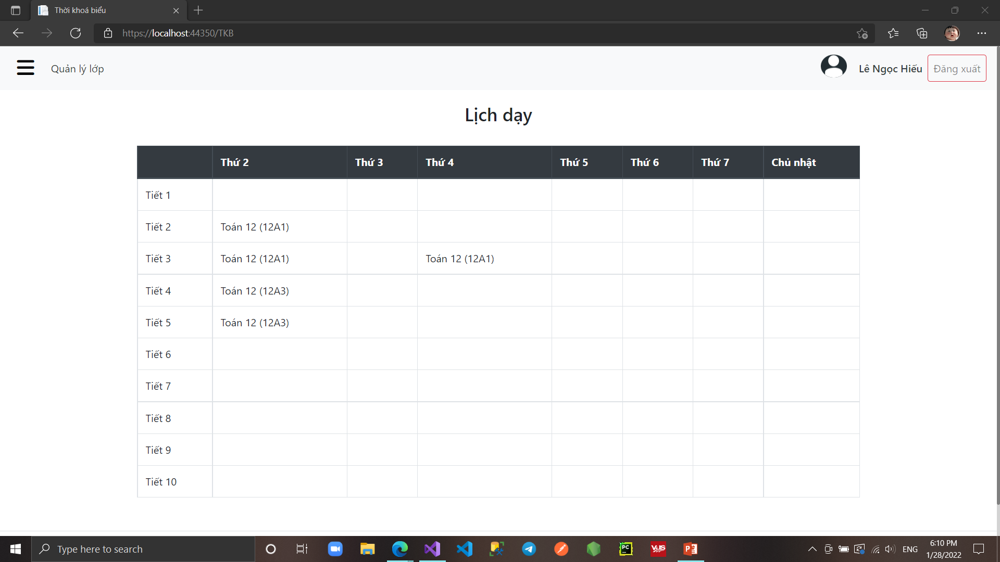 Thời khoá biểu
https://localhost:44350/TKB
Quản lý lớp
Lê Ngọc Hiếu
Đăng xuất
Lịch dạy
Thứ 2 Thứ 3 Thứ 4 Thứ 5 Thứ 6 Thứ 7 Chủ nhật
Tiết 1
Tiết 2 Toán 12 (12A1)
Tiết 3 Toán 12 (12A1) Toán 12 (12A1)
Tiết 4 Toán 12 (12A3)
Tiết 5 Toán 12 (12A3)
Tiết 6
Tiết 7
Tiết 8
Tiết 9
Tiết 10
Type here to search
PC
VUS
P
ENG
6:10 PM
1/28/2022